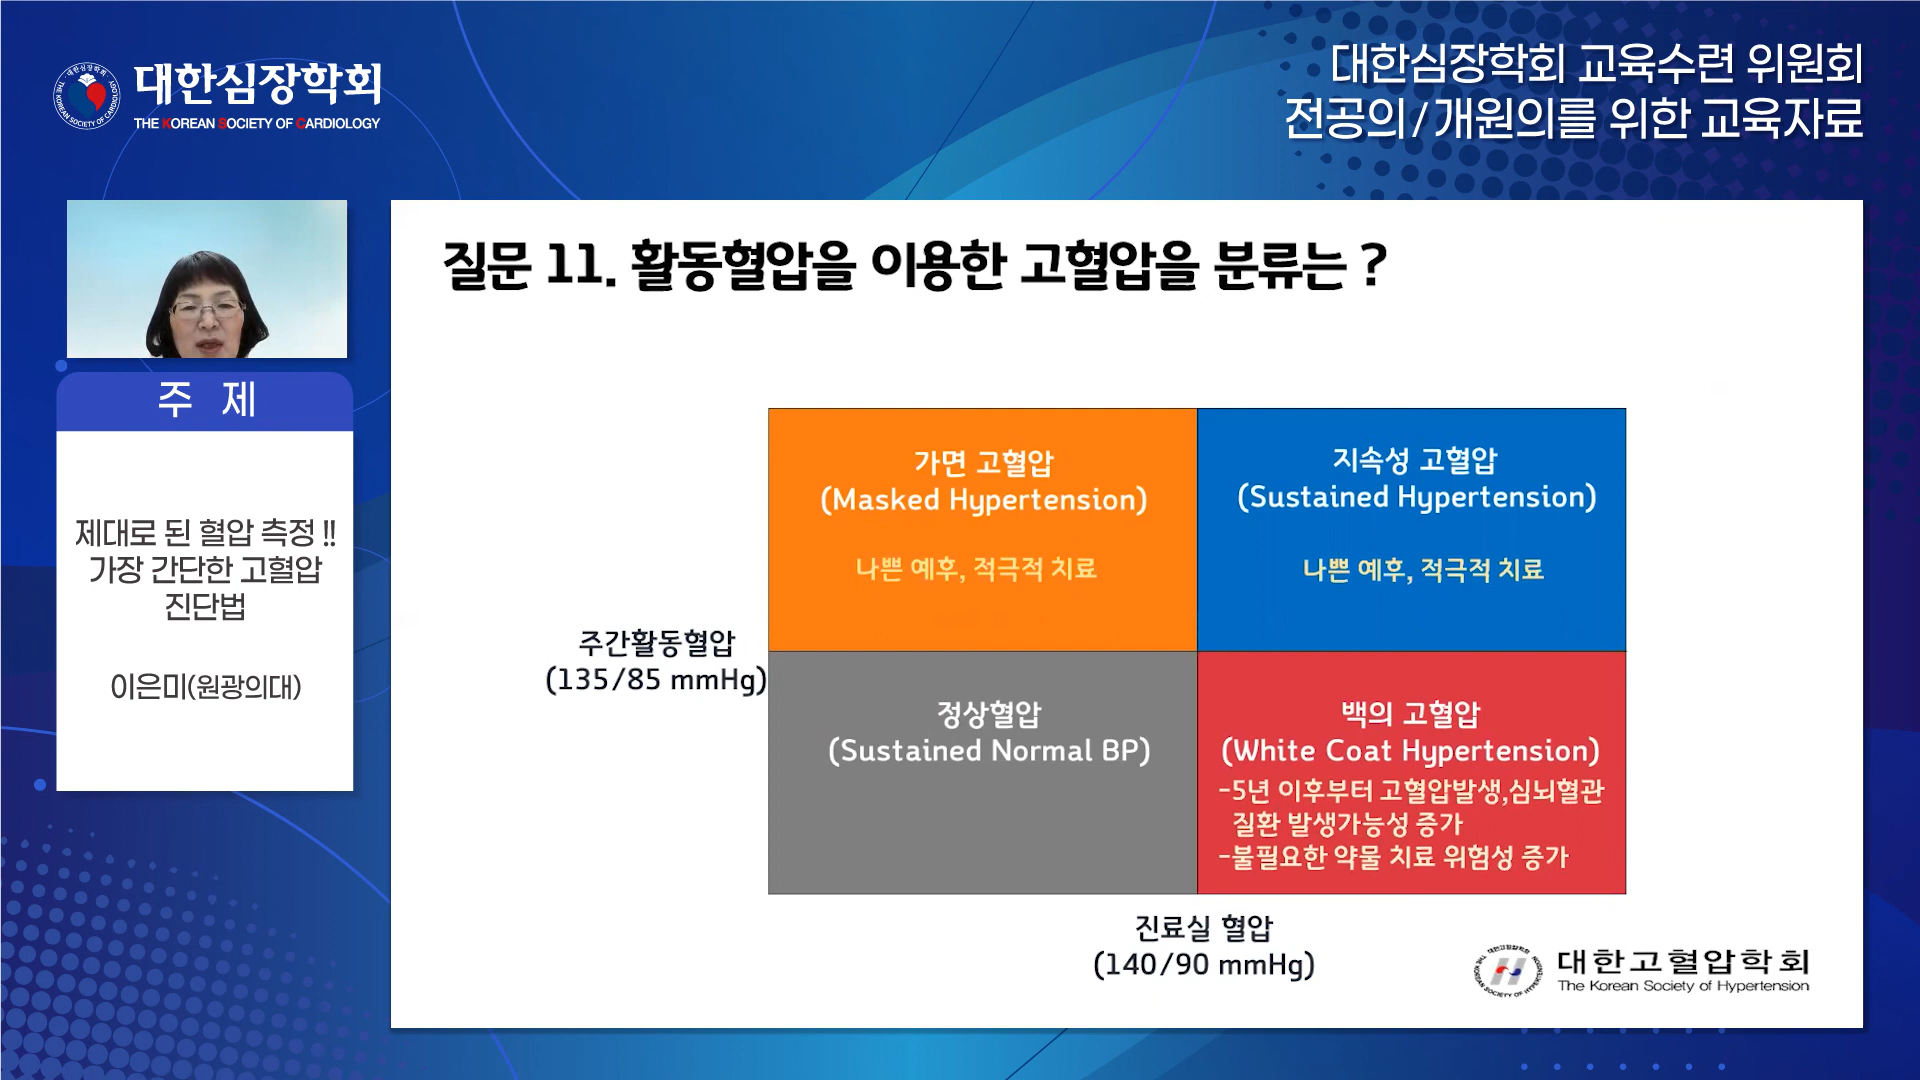 대한심장학회
THE KOREAN SOCIETY OF CARDIOLOGY
대한심장학회 교육수련 위원회
전공의/개원의를 위한 교육자료
주 제
제대로 된 혈압 측정 !!
가장 간단한 고혈압
진단법
이은미(원광의대)
질문 11. 활동혈압을 이용한 고혈압을 분류는 ?
가면 고혈압
(Masked Hypertension)
나쁜 예후, 적극적 치료
지속성 고혈압
(Sustained Hypertension)
나쁜 예후, 적극적 치료
주간활동혈압
(135/85 mmHg)
정상혈압
(Sustained Normal BP)
백의 고혈압
(White Coat Hypertension)
-5년 이후부터 고혈압발생,심뇌혈관
질환 발생가능성 증가
-불필요한 약물 치료 위험성 증가
진료실 혈압
(140/90 mmHg)
대한고혈압학회
The Korean Society of Hypertension